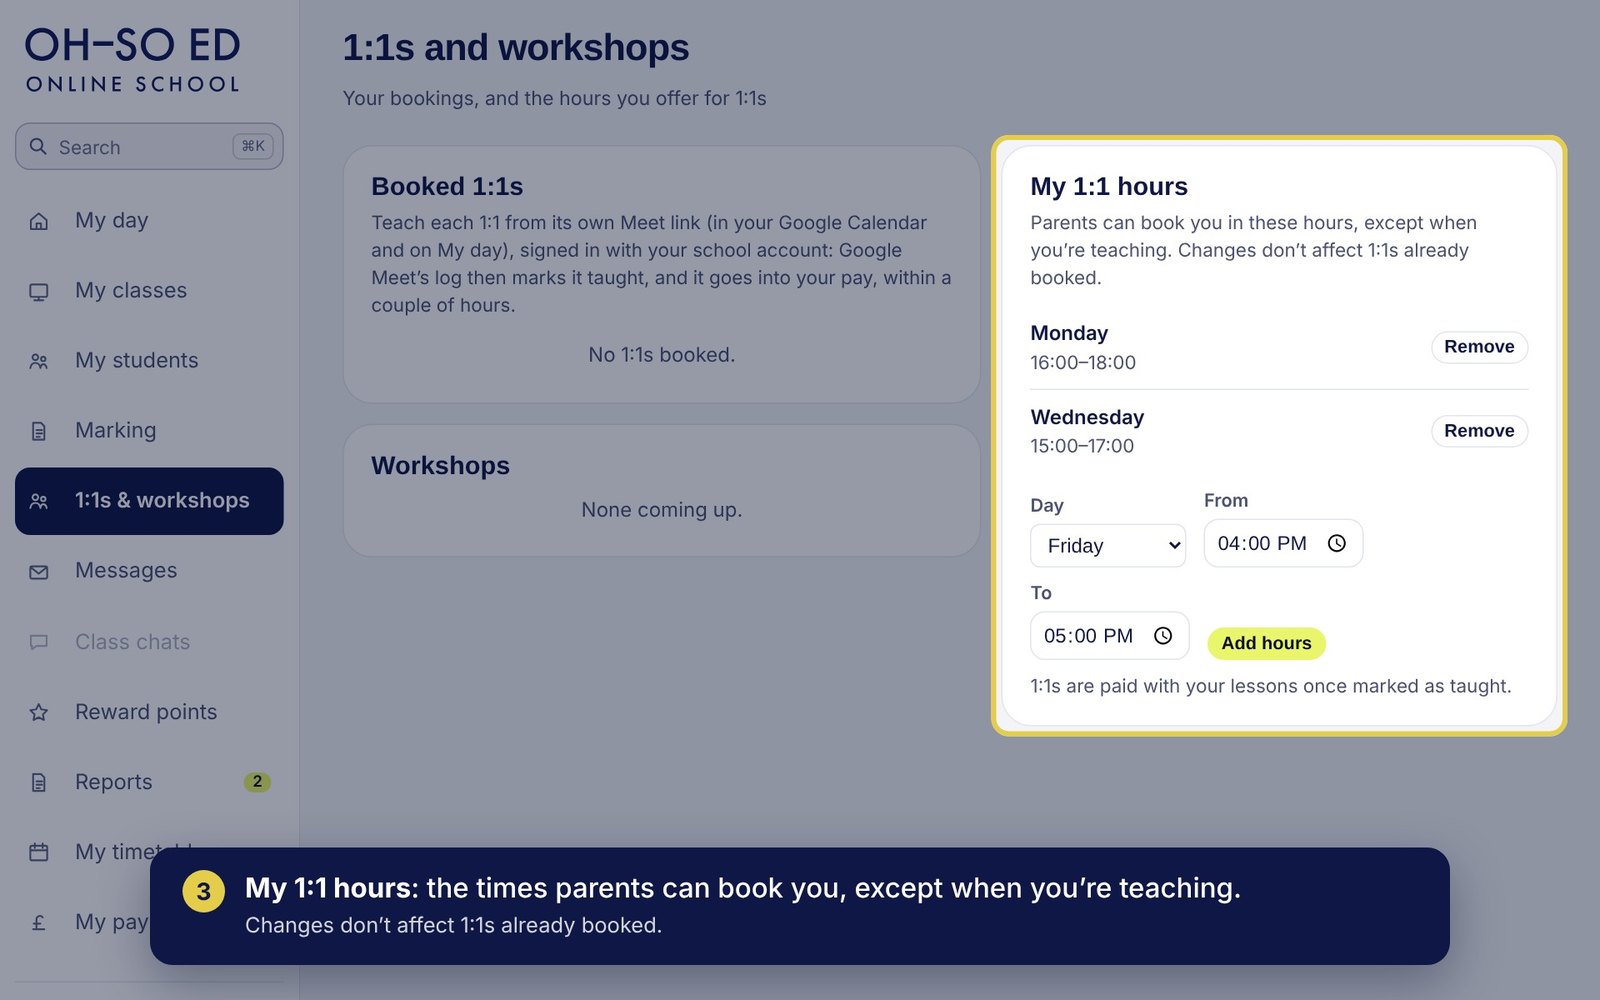 OH–SO ED
ONLINE SCHOOL
Search
⌘K
My day
My classes
My students
Marking
1:1s & workshops
Messages
Class chats
Reward points
Reports
2
My
My pay
1:1s and workshops
Your bookings, and the hours you offer for 1:1s
Booked 1:1s
Teach each 1:1 from its own Meet link (in your Google Calendar
and on My day), signed in with your school account: Google
Meet’s log then marks it taught, and it goes into your pay, within a
couple of hours.
No 1:1s booked.
Workshops
None coming up.
My 1:1 hours
Parents can book you in these hours, except when
you’re teaching. Changes don’t affect 1:1s already
booked.
Monday
16:00–18:00
Remove
Wednesday
15:00–17:00
Remove
Day
From
Friday
04:00 PM
To
05:00 PM
Add hours
1:1s are paid with your lessons once marked as taught.
3
My 1:1 hours: the times parents can book you, except when you’re teaching.
Changes don’t affect 1:1s already booked.